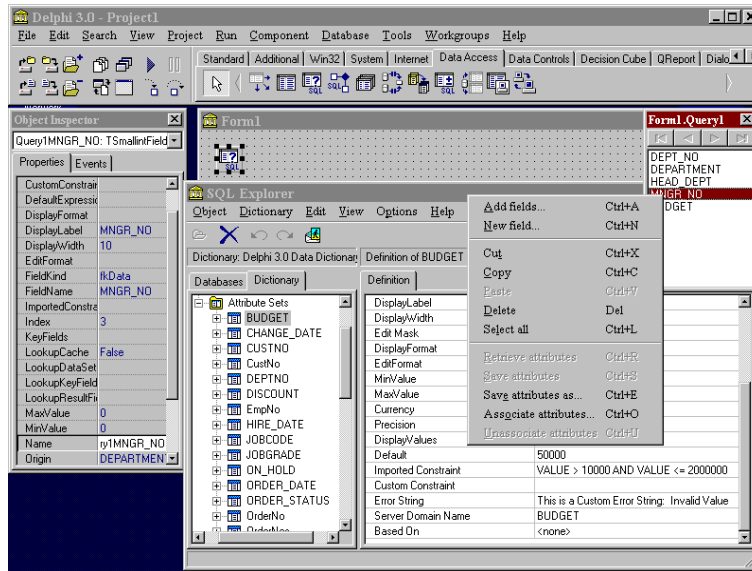 Delphi 3.0 - Project1
File Edit Search View Project Run Component Database Tools Workgroups Help
Standard Additional Win32 System Internet Data Access Data Controls Decision Cube QReport
Object Inspector
Query1MNGR_NO: TSmallintField
Properties Events
DisplayFormat
DisplayLabel MNGR_NO
DisplayWidth 10
EditFormat
FieldKind fkData
FieldName MNGR_NO
Index 3
KeyFields
LookupCache False
LookupDataSet
MaxValue 0
MinValue 0
Name ry1MNGR_NO
Origin DEPARTMEN
Form1
SQL
Form1.Query1
DEPT_NO
DEPARTMENT
HEAD_DEPT
MNGR_NO
DGET
SQL Explorer
Object Dictionary Edit View Options Help
Dictionary: Delphi 3.0 Data Dictionary Definition of BUDGET
Databases Dictionary
Attribute Sets
BUDGET
CHANGE_DATE
CUSTNO
CustNo
DEPTNO
DISCOUNT
EmpNo
HIRE_DATE
JOBCODE
JOBGRADE
ON_HOLD
ORDER_DATE
ORDER_STATUS
OrderNo
Definition
DisplayLabel
DisplayWidth
Edit Mask
DisplayFormat
EditFormat
MinValue
MaxValue
Currency
Precision
DisplayValues
Default 50000
Imported Constraint VALUE > 10000 AND VALUE <= 2000000
Custom Constraint
Error String This is a Custom Error String: Invalid Value
Server Domain Name BUDGET
Based On <none>
Add fields... Ctrl+A
New field... Ctrl+N
Cut Ctrl+X
Copy Ctrl+C
Paste Ctrl+V
Delete Del
Select all Ctrl+L
Retrieve attributes Ctrl+R
Save attributes Ctrl+S
Save attributes as... Ctrl+E
Associate attributes... Ctrl+O
Unassociate attributes Ctrl+U